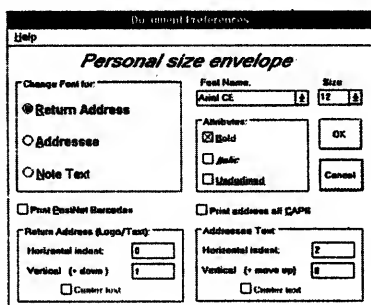 Document Preferences
Help
Personal size envelope
Change Font for:
Return Address
Addressee
Note Text
Font Name.
Arial CE
Size
12
Attributes:
Bold
Italic
Underlined
OK
Cancel
Print PostNet Barcodes
Print address all CAPS
Return Address (Logo/Text):
Horizontal indent: 0
Vertical (+ down) 1
Center text
Addressee Text
Horizontal indent: 2
Vertical (+ move up) 0
Center text